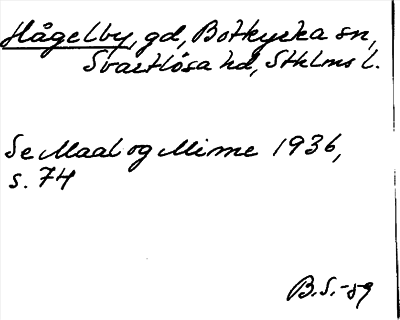 Hågelby, gd, Botkyrka sn,
Svartlösa hd, Sthlms l.
Se Maal og Minne 1936,
s. 74
B.S.-59